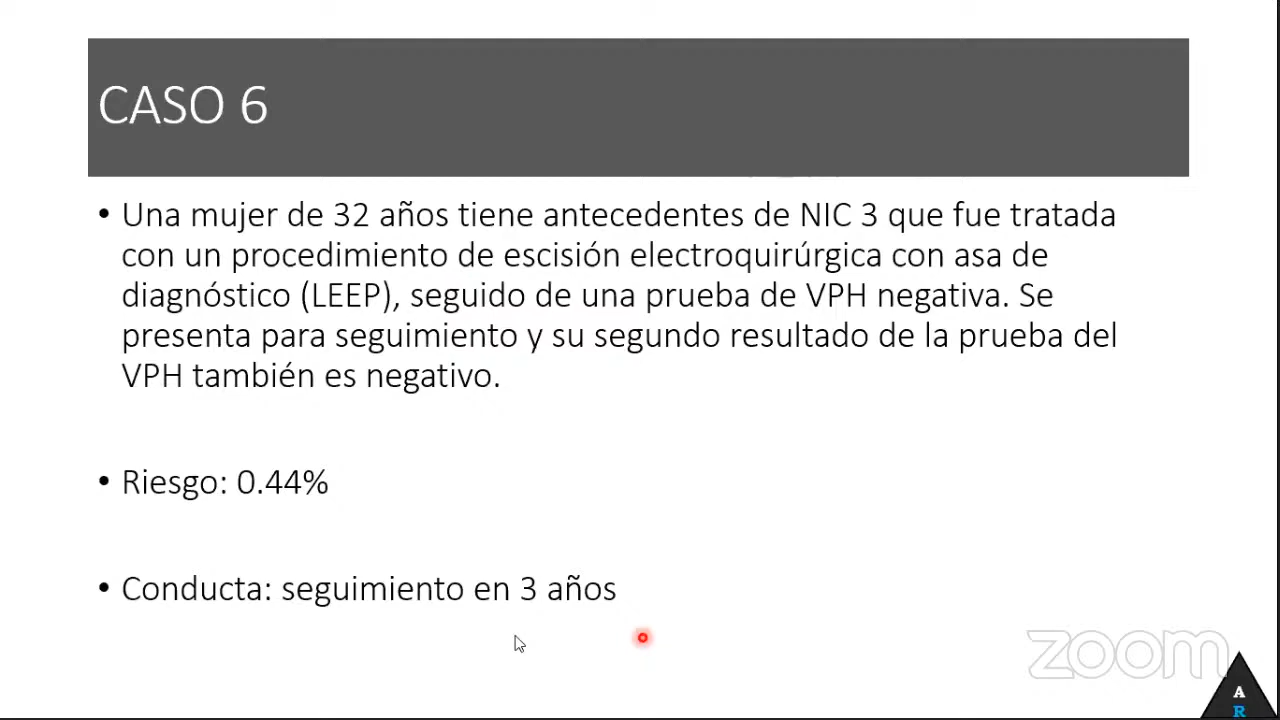 CASO 6
• Una mujer de 32 años tiene antecedentes de NIC 3 que fue tratada
con un procedimiento de escisión electroquirúrgica con asa de
diagnóstico (LEEP), seguido de una prueba de VPH negativa. Se
presenta para seguimiento y su segundo resultado de la prueba del
VPH también es negativo.
• Riesgo: 0.44%
• Conducta: seguimiento en 3 años
zoom
A
R